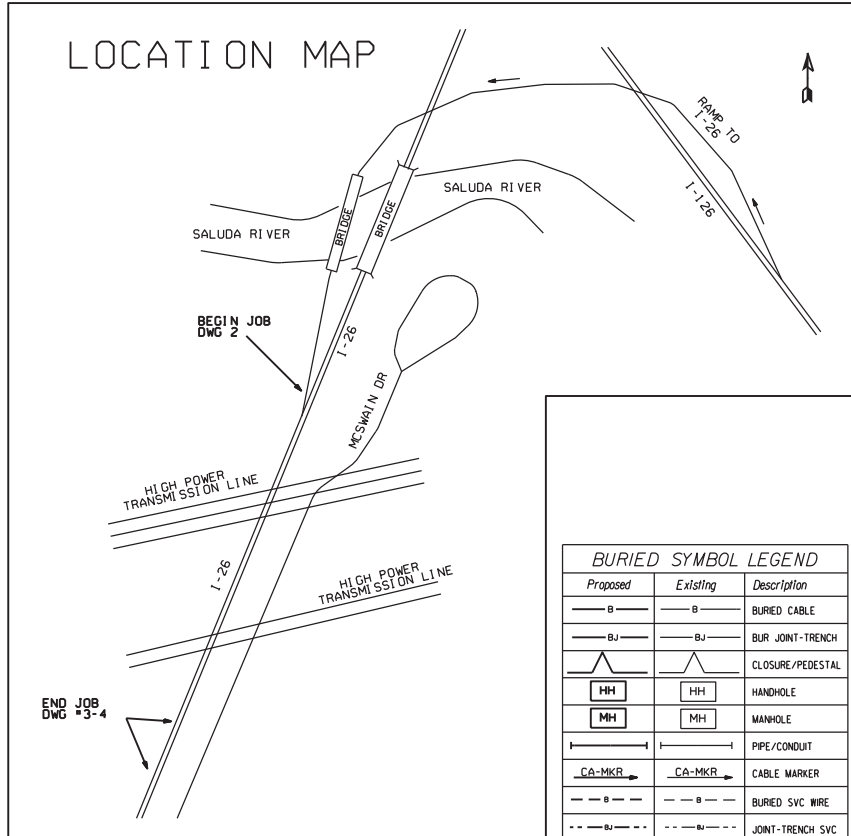 LOCATION MAP
RAMP TO
I-26
I-126
SALUDA RIVER
SALUDA RIVER
BRIDGE
BRIDGE
BEGIN JOB
DWG 2
I-26
MCSWAIN DR
HIGH POWER
TRANSMISSION LINE
I-26
HIGH POWER
TRANSMISSION LINE
END JOB
DWG #3-4
BURIED SYMBOL LEGEND
Proposed Existing Description
B B BURIED CABLE
BJ BJ BUR JOINT-TRENCH
CLOSURE/PEDESTAL
HH HH HANDHOLE
MH MH MANHOLE
PIPE/CONDUIT
CA-MKR CA-MKR CABLE MARKER
B B BURIED SVC WIRE
BJ BJ JOINT-TRENCH SVC